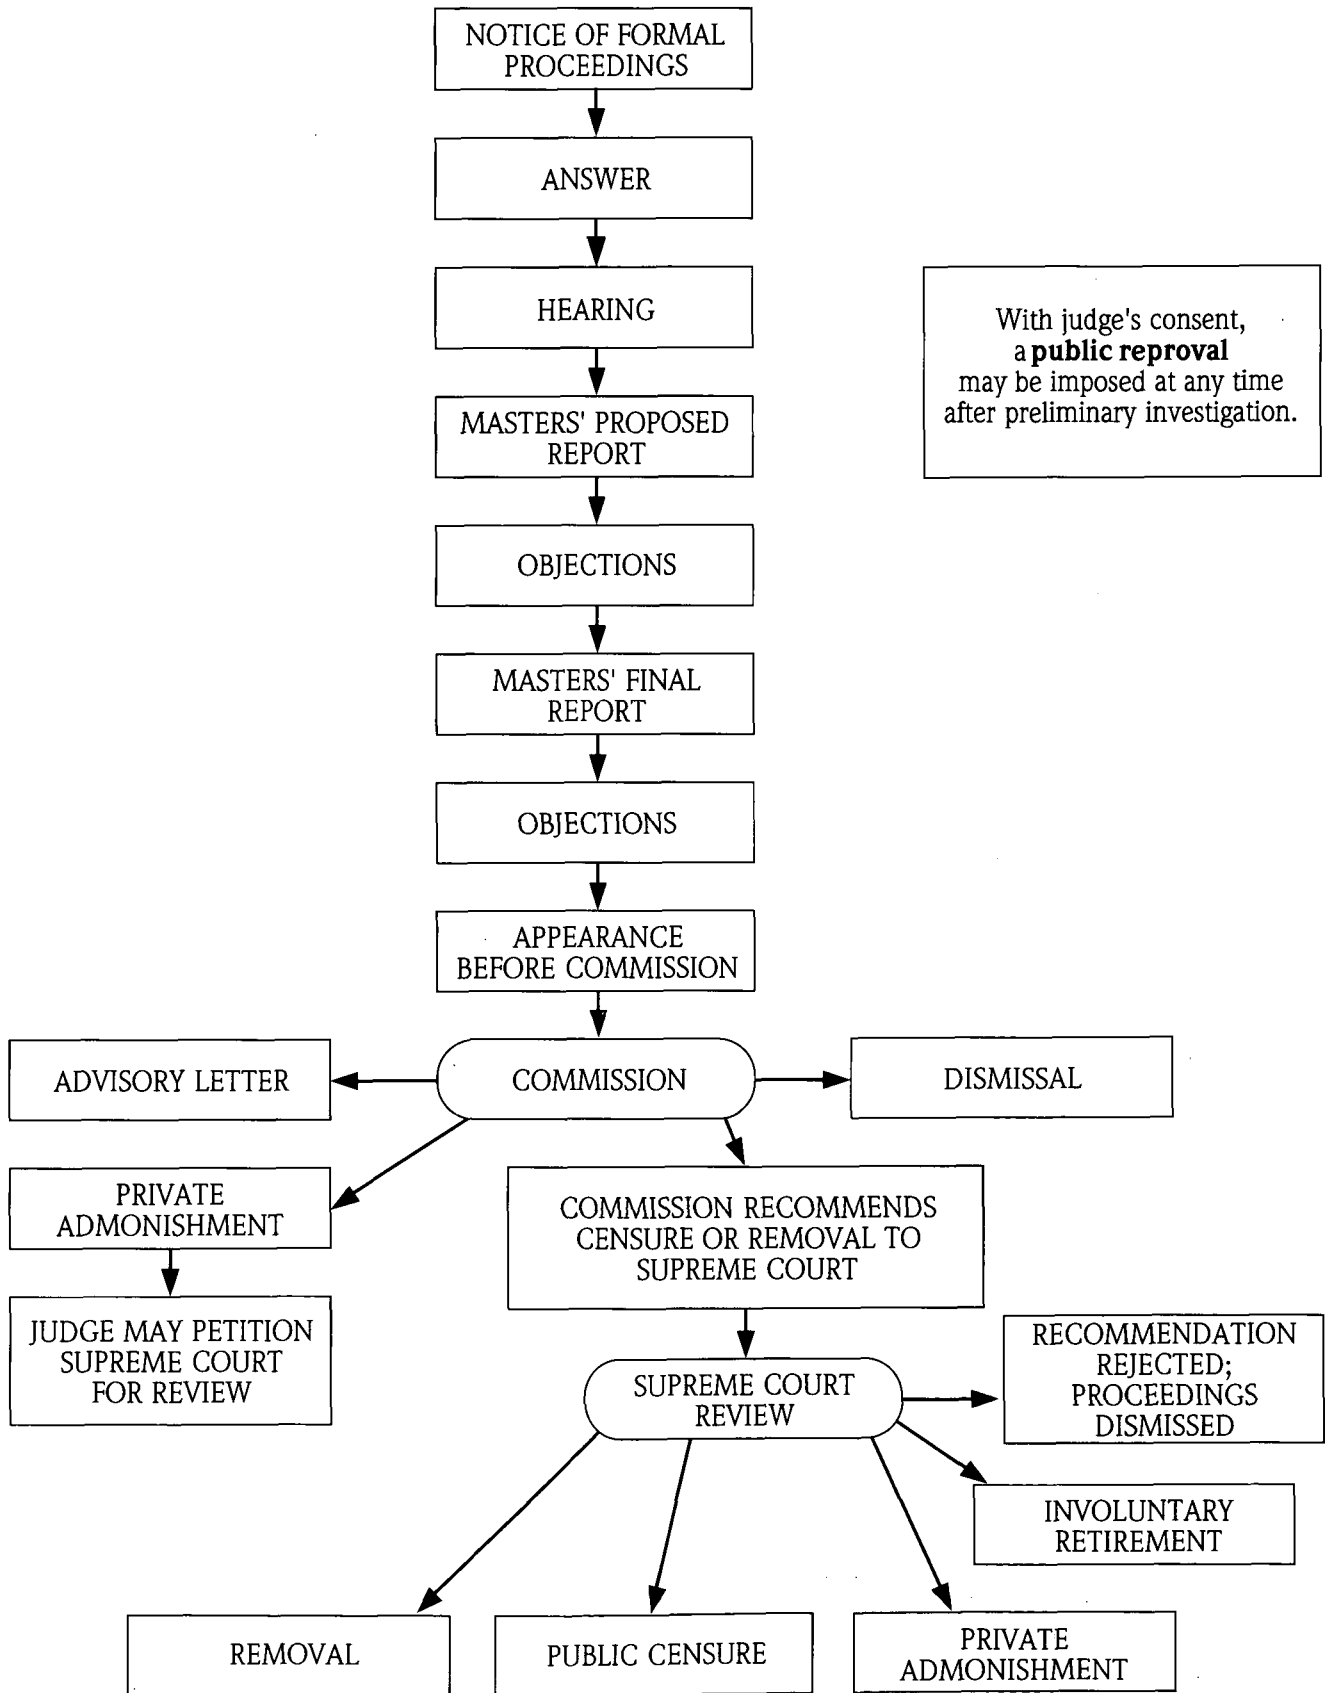 NOTICE OF FORMAL
PROCEEDINGS
ANSWER
HEARING
With judge's consent,
a public reproval
may be imposed at any time
after preliminary investigation.
MASTERS' PROPOSED
REPORT
OBJECTIONS
MASTERS' FINAL
REPORT
OBJECTIONS
APPEARANCE
BEFORE COMMISSION
ADVISORY LETTER
COMMISSION
DISMISSAL
PRIVATE
ADMONISHMENT
COMMISSION RECOMMENDS
CENSURE OR REMOVAL TO
SUPREME COURT
JUDGE MAY PETITION
SUPREME COURT
FOR REVIEW
SUPREME COURT
REVIEW
RECOMMENDATION
REJECTED;
PROCEEDINGS
DISMISSED
INVOLUNTARY
RETIREMENT
REMOVAL
PUBLIC CENSURE
PRIVATE
ADMONISHMENT